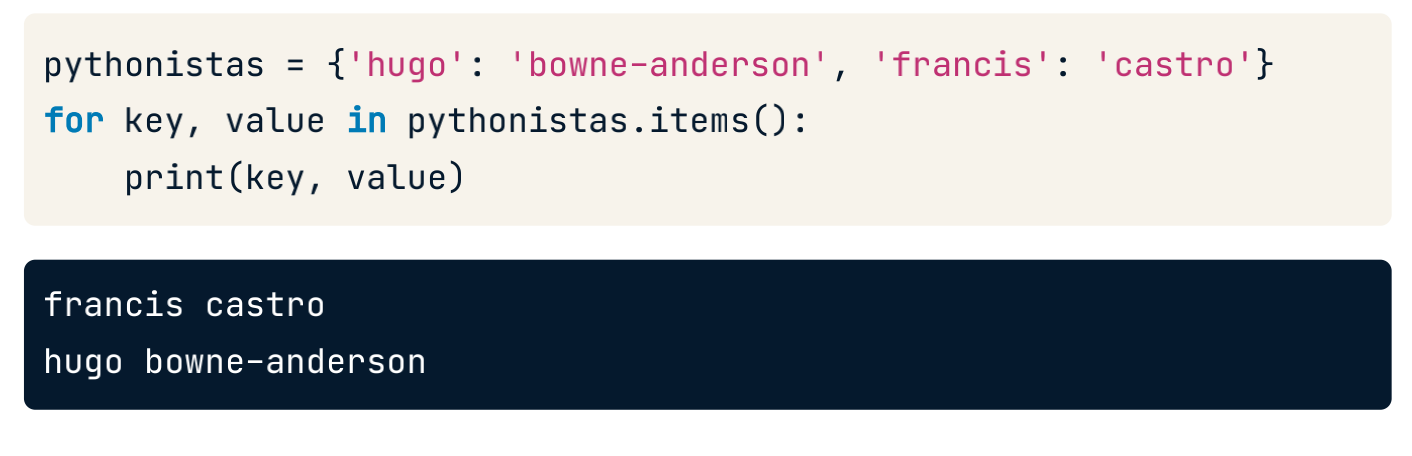 pythonistas = {'hugo': 'bowne-anderson', 'francis': 'castro'}
for key, value in pythonistas.items():
    print(key, value)
francis castro
hugo bowne-anderson